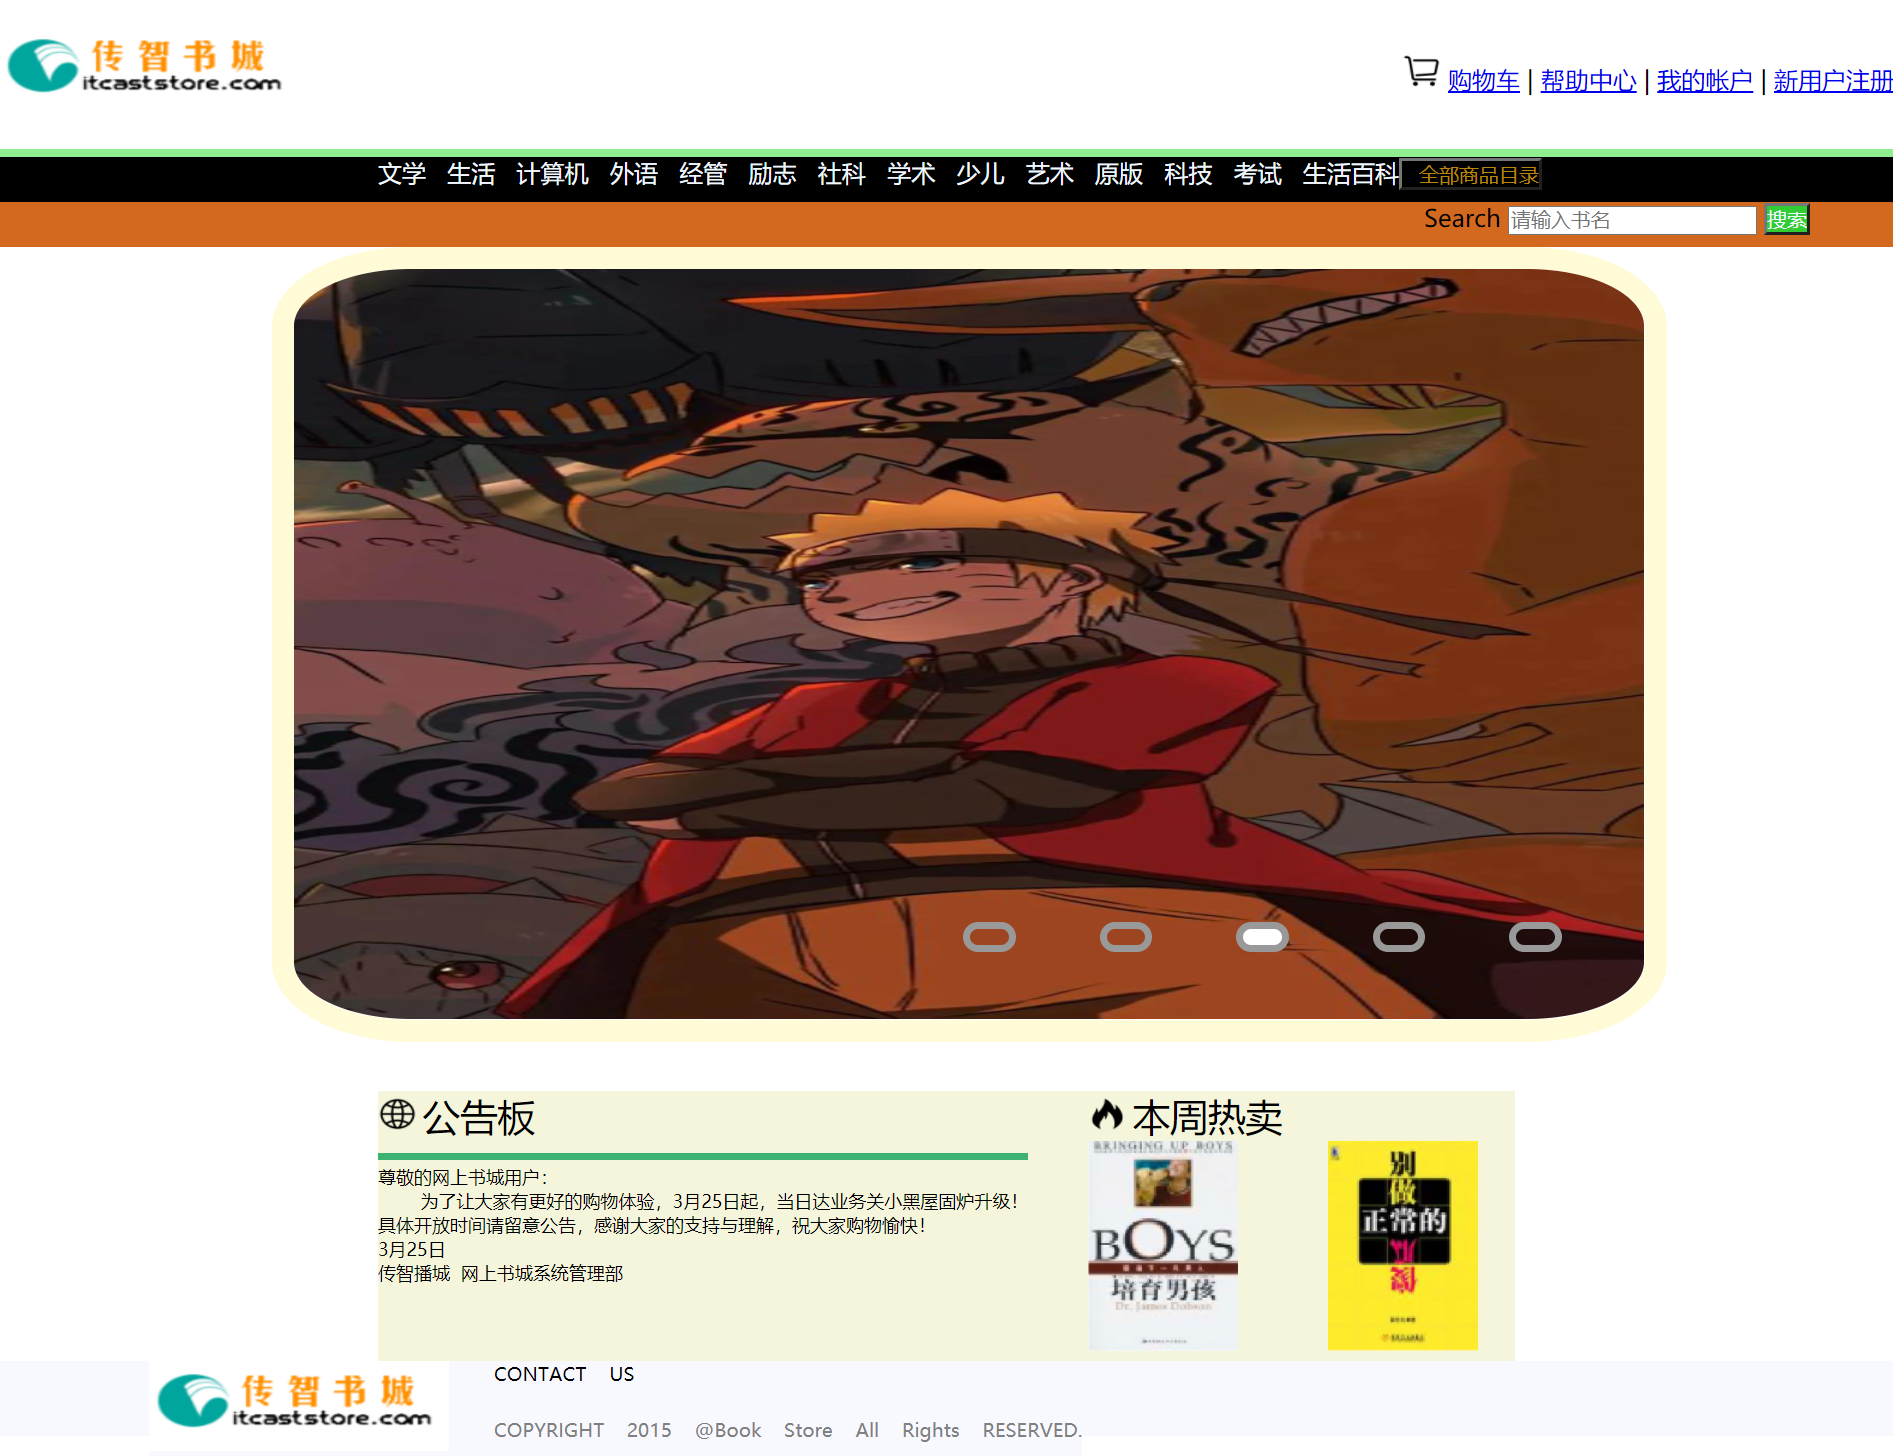 传智书城
itcaststore.com
购物车 | 帮助中心 | 我的帐户 | 新用户注册
文学 生活 计算机 外语 经管 励志 社科 学术 少儿 艺术 原版 科技 考试 生活百科 全部商品目录
Search 请输入书名 搜索
公告板
尊敬的网上书城用户：
为了让大家有更好的购物体验，3月25日起，当日达业务关小黑屋固炉升级！
具体开放时间请留意公告，感谢大家的支持与理解，祝大家购物愉快！
3月25日
传智播城 网上书城系统管理部
本周热卖
BRINGING UP BOYS
BOYS
培育男孩
Dr. James Dobson
别
做
正常的
傻瓜
传智书城
itcaststore.com
CONTACT US
COPYRIGHT 2015 @Book Store All Rights RESERVED.